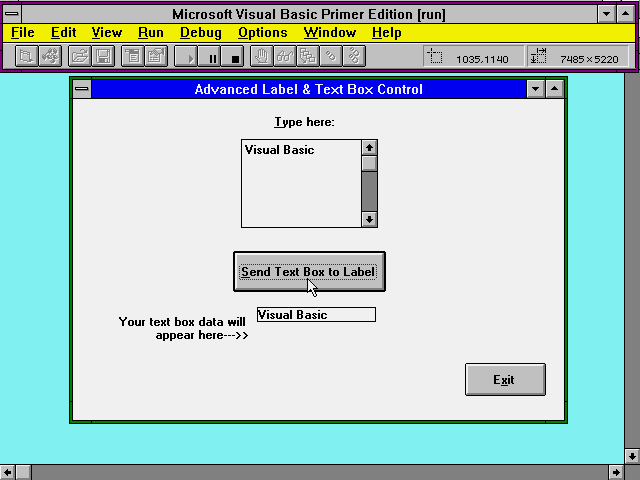 Microsoft Visual Basic Primer Edition [run]
File Edit View Run Debug Options Window Help
1035,1140 7485×5220
Advanced Label & Text Box Control
Type here:
Visual Basic
Send Text Box to Label
Visual Basic
Your text box data will
appear here--->>
Exit